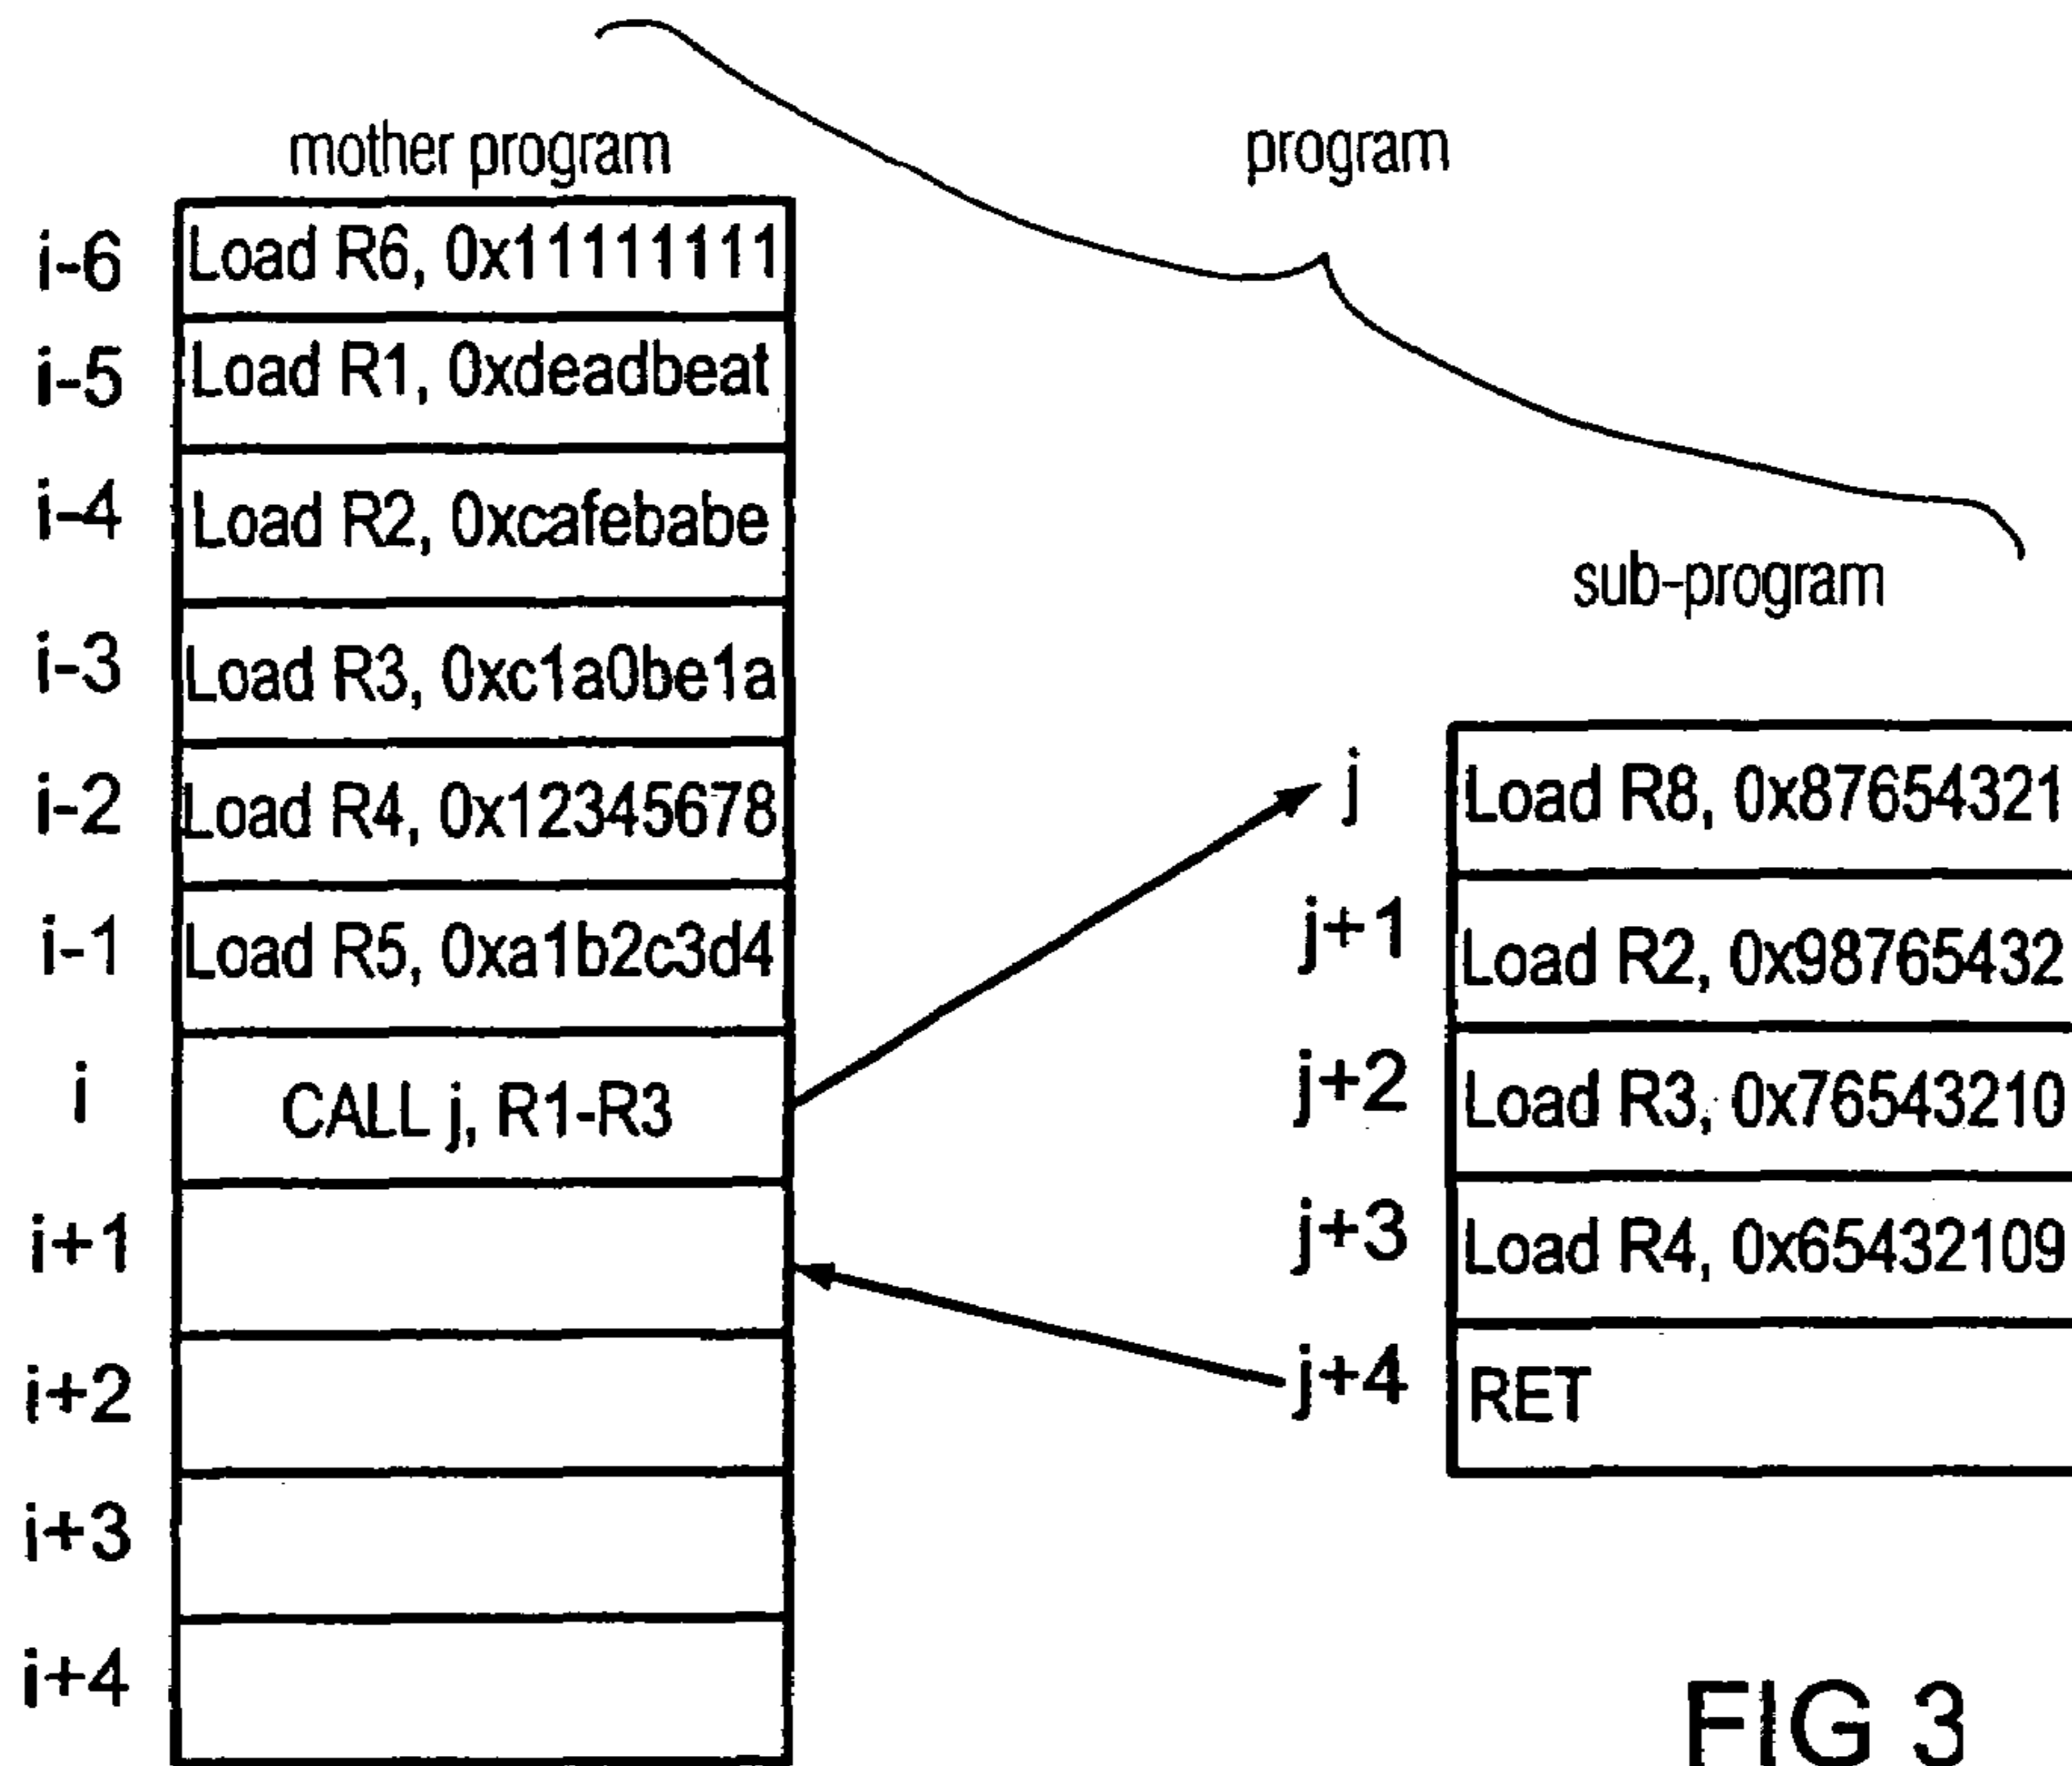 mother program
program
i-6 Load R6, 0x11111111
i-5 Load R1, 0xdeadbeat
i-4 Load R2, 0xcafebabe
i-3 Load R3, 0xc1a0be1a
i-2 Load R4, 0x12345678
i-1 Load R5, 0xa1b2c3d4
i CALL j, R1-R3
i+1
i+2
i+3
i+4
sub-program
j Load R8, 0x87654321
j+1 Load R2, 0x98765432
j+2 Load R3, 0x76543210
j+3 Load R4, 0x65432109
j+4 RET
FIG 3